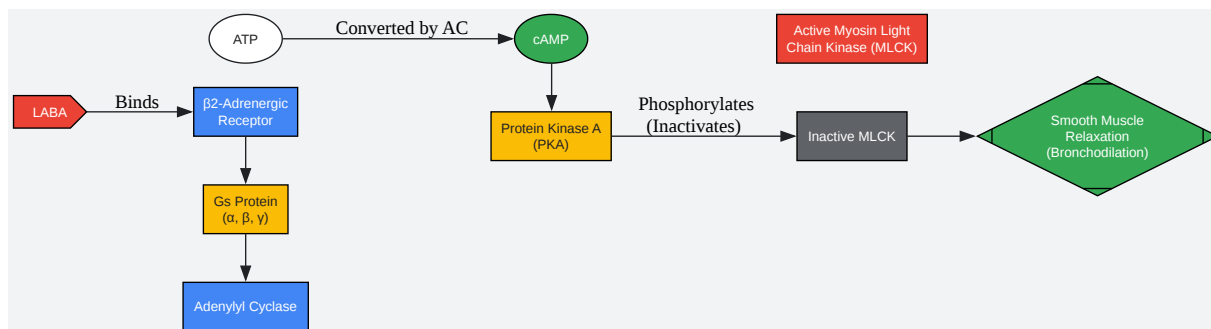 ATP
Converted by AC
cAMP
Active Myosin Light
Chain Kinase (MLCK)
LABA
Binds
β2-Adrenergic
Receptor
Protein Kinase A
(PKA)
Phosphorylates
(Inactivates)
Inactive MLCK
Smooth Muscle
Relaxation
(Bronchodilation)
Gs Protein
(α, β, γ)
Adenylyl Cyclase